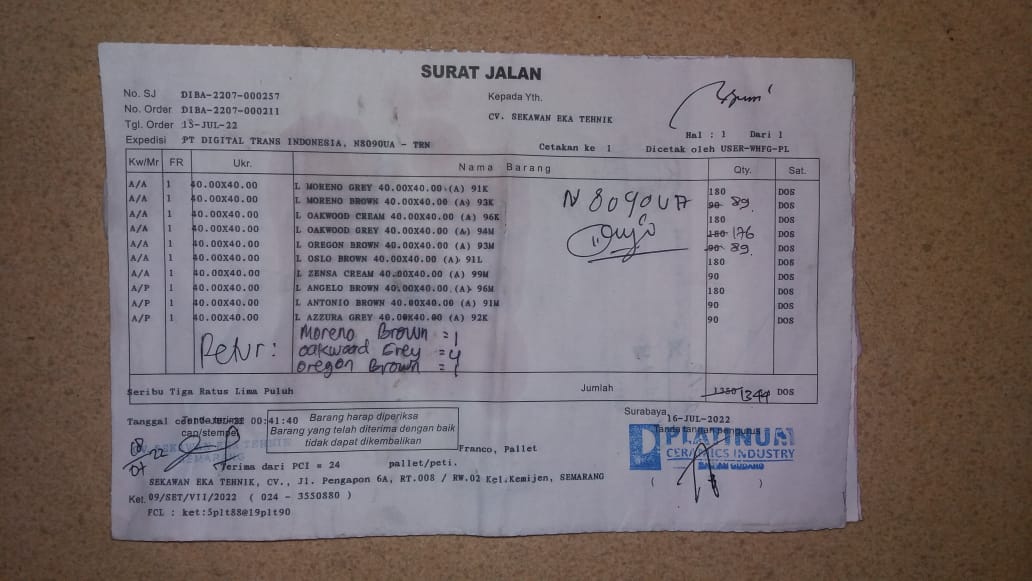 SURAT JALAN
No. SJ DIBA-2207-000257
Kepada Yth.
No. Order DIBA-2207-000211
CV. SEKAWAN EKA TEHNIK
Tgl. Order 15-JUL-22
Hal : 1 Dari 1
Expedisi PT DIGITAL TRANS INDONESIA, N8090UA - TRN
Cetakan ke 1 Dicetak oleh USER-WHFG-PL
Kw/Mr FR Ukr. Nama Barang Qty. Sat.
A/A 1 40.00X40.00 L MORENO GREY 40.00X40.00 (A) 91K 180 DOS
A/A 1 40.00X40.00 L MORENO BROWN 40.00X40.00 (A) 93K 90 89 DOS
A/A 1 40.00X40.00 L OAKWOOD CREAM 40.00X40.00 (A) 96K 180 DOS
A/A 1 40.00X40.00 L OAKWOOD GREY 40.00X40.00 (A) 94M 180 176 DOS
A/A 1 40.00X40.00 L OREGON BROWN 40.00X40.00 (A) 93M 90 89 DOS
A/A 1 40.00X40.00 L OSLO BROWN 40.00X40.00 (A) 91L 180 DOS
A/A 1 40.00X40.00 L ZENSA CREAM 40.00X40.00 (A) 99M 90 DOS
A/P 1 40.00X40.00 L ANGELO BROWN 40.00X40.00 (A) 96M 180 DOS
A/P 1 40.00X40.00 L ANTONIO BROWN 40.00X40.00 (A) 91M 90 DOS
A/P 1 40.00X40.00 L AZZURA GREY 40.00X40.00 (A) 92K 90 DOS
N 8090UA
Retur: Moreno Brown = 1
oakwood Grey = 4
oregon Brown = 1
Seribu Tiga Ratus Lima Puluh Jumlah 1350 1344 DOS
Surabaya,
16-JUL-2022
Tanggal 00:41:40
Tanda tangan
cap/stempel
Barang harap diperiksa
Barang yang telah diterima dengan baik
tidak dapat dikembalikan
Franco, Pallet
PLATINUM
CERAMICS INDUSTRY
BAGIAN GUDANG
CV. SEKAWAN EKA TEHNIK
SEMARANG
22
07
Terima dari PCI = 24 pallet/peti.
( )
SEKAWAN EKA TEHNIK, CV., Jl. Pengapon 6A, RT.008 / RW.02 Kel.Kemijen, SEMARANG
Ket. 09/SET/VII/2022 ( 024 - 3550880 )
FCL : ket:5plt88@19plt90